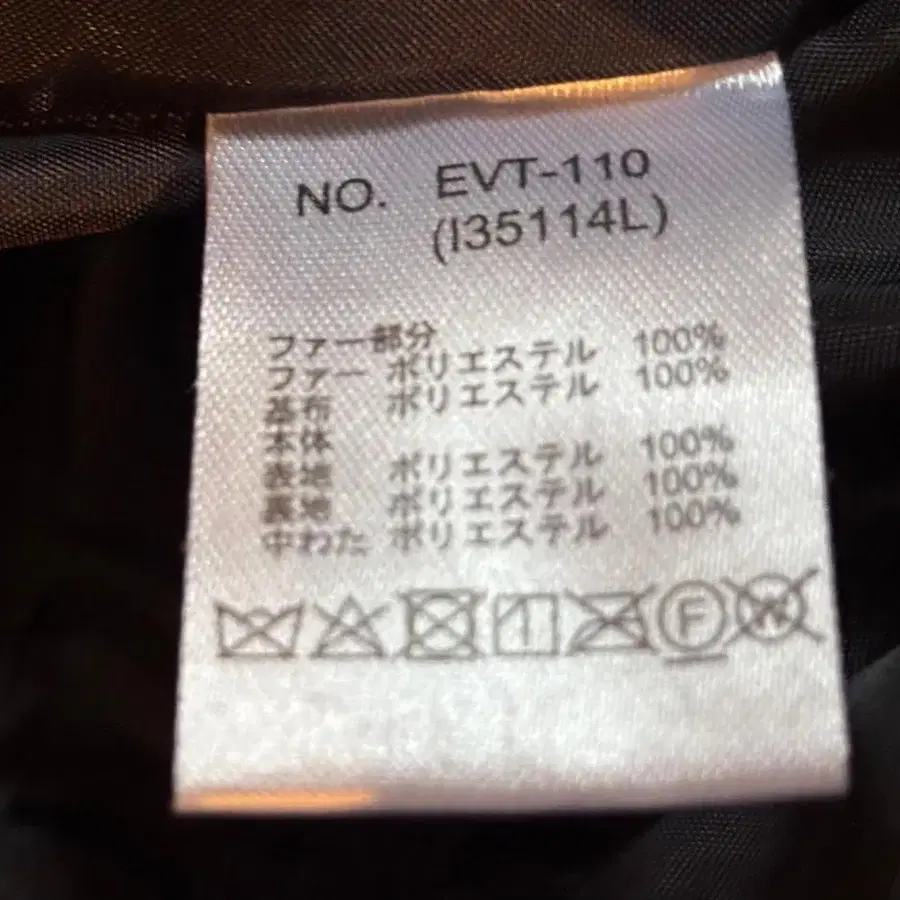 NO. EVT-110
(I35114L)
ファー部分
ファー ポリエステル 100%
基布 ポリエステル 100%
本体
表地 ポリエステル 100%
裏地 ポリエステル 100%
中わた ポリエステル 100%
F W